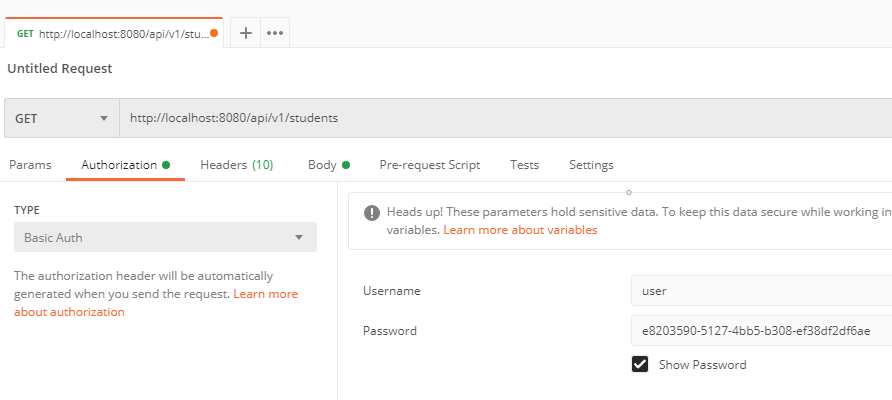 GET http://localhost:8080/api/v1/stu...
Untitled Request
GET http://localhost:8080/api/v1/students
Params Authorization Headers (10) Body Pre-request Script Tests Settings
TYPE
Basic Auth
The authorization header will be automatically
generated when you send the request. Learn more
about authorization
Heads up! These parameters hold sensitive data. To keep this data secure while working in
variables. Learn more about variables
Username user
Password e8203590-5127-4bb5-b308-ef38df2df6ae
Show Password